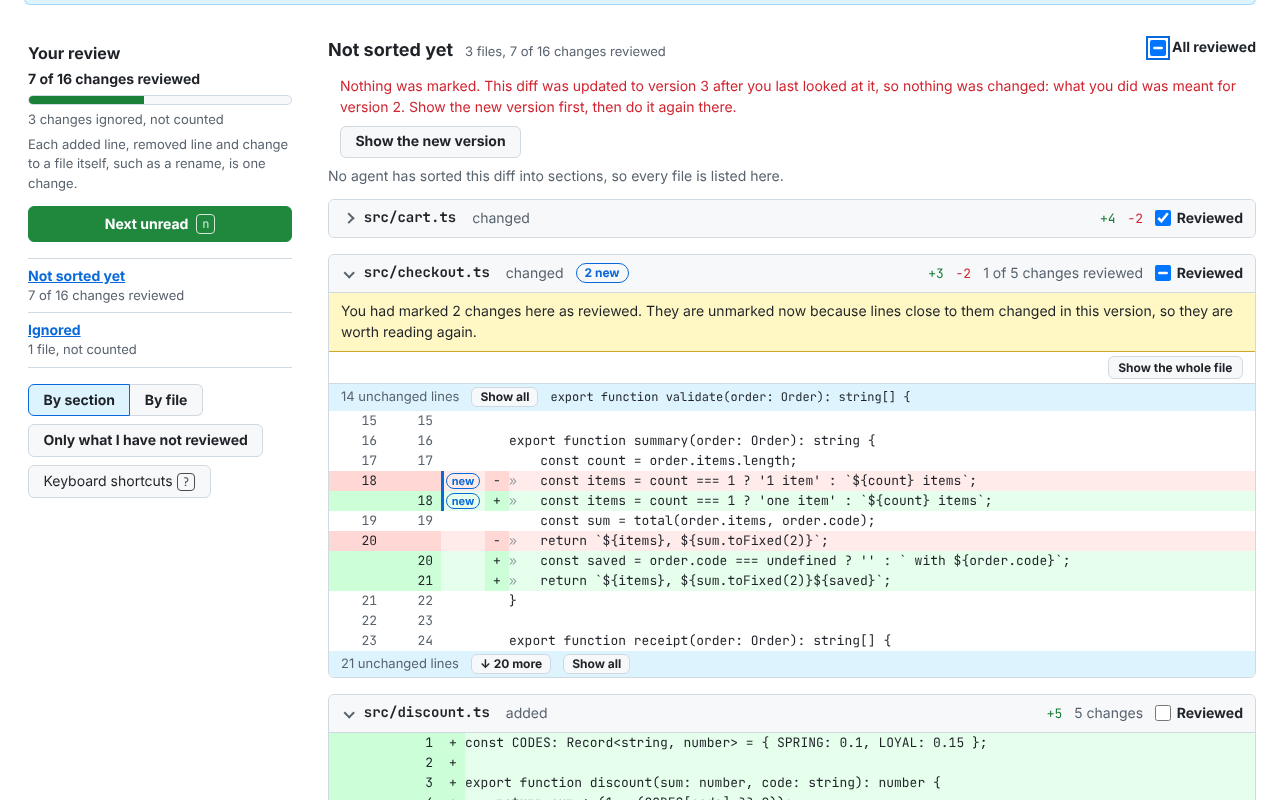 Your review
7 of 16 changes reviewed
3 changes ignored, not counted
Each added line, removed line and change
to a file itself, such as a rename, is one
change.
Next unread n
Not sorted yet
7 of 16 changes reviewed
Ignored
1 file, not counted
By section By file
Only what I have not reviewed
Keyboard shortcuts ?
Not sorted yet 3 files, 7 of 16 changes reviewed All reviewed
Nothing was marked. This diff was updated to version 3 after you last looked at it, so nothing was changed: what you did was meant for
version 2. Show the new version first, then do it again there.
Show the new version
No agent has sorted this diff into sections, so every file is listed here.
src/cart.ts changed +4 -2 Reviewed
src/checkout.ts changed 2 new +3 -2 1 of 5 changes reviewed Reviewed
You had marked 2 changes here as reviewed. They are unmarked now because lines close to them changed in this version, so they are
worth reading again.
Show the whole file
14 unchanged lines Show all export function validate(order: Order): string[] {
15 15
16 16 export function summary(order: Order): string {
17 17 const count = order.items.length;
18 new - » const items = count === 1 ? '1 item' : `${count} items`;
18 new + » const items = count === 1 ? 'one item' : `${count} items`;
19 19 const sum = total(order.items, order.code);
20 - » return `${items}, ${sum.toFixed(2)}`;
20 + » const saved = order.code === undefined ? '' : ` with ${order.code}`;
21 + » return `${items}, ${sum.toFixed(2)}${saved}`;
21 22 }
22 23
23 24 export function receipt(order: Order): string[] {
21 unchanged lines ↓ 20 more Show all
src/discount.ts added +5 5 changes Reviewed
1 + const CODES: Record<string, number> = { SPRING: 0.1, LOYAL: 0.15 };
2 +
3 + export function discount(sum: number, code: string): number {